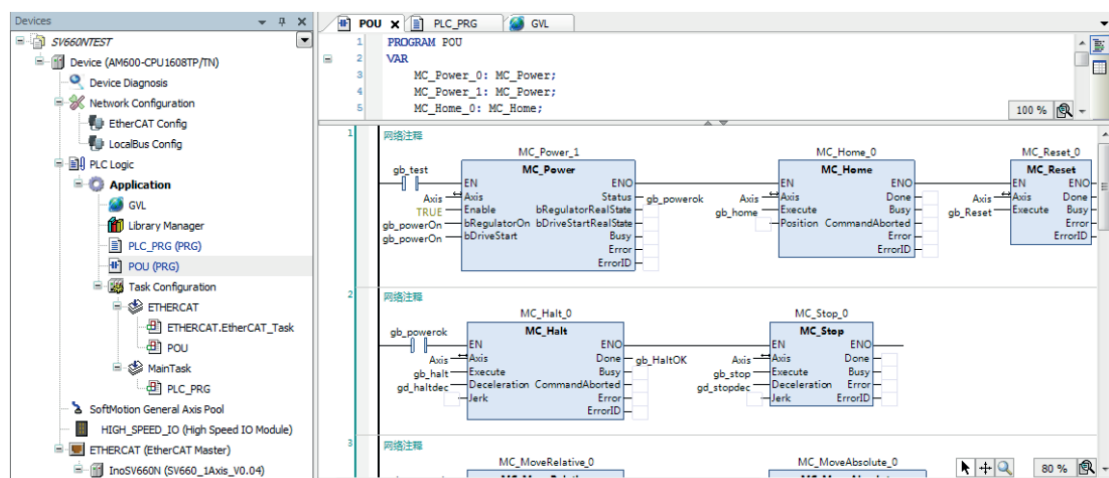 Devices
SV660NTEST
Device (AM600-CPU1608TP/TN)
Device Diagnosis
Network Configuration
EtherCAT Config
LocalBus Config
PLC Logic
Application
GVL
Library Manager
PLC_PRG (PRG)
POU (PRG)
Task Configuration
ETHERCAT
ETHERCAT.EtherCAT_Task
POU
MainTask
PLC_PRG
SoftMotion General Axis Pool
HIGH_SPEED_IO (High Speed IO Module)
ETHERCAT (EtherCAT Master)
InoSV660N (SV660_1Axis_V0.04)
POU PLC_PRG GVL
1 PROGRAM POU
2 VAR
3 MC_Power_0: MC_Power;
4 MC_Power_1: MC_Power;
5 MC_Home_0: MC_Home;
100 %
1 网络注释
MC_Power_1 MC_Home_0 MC_Reset_0
gb_test MC_Power MC_Home MC_Reset
EN ENO EN ENO EN ENO
Axis Axis Status gb_powerok Axis Axis Done Axis Axis Done
TRUE Enable bRegulatorRealState gb_home Execute Busy gb_Reset Execute Busy
gb_powerOn bRegulatorOn bDriveStartRealState Position CommandAborted Error
gb_powerOn bDriveStart Busy Error ErrorID
Error ErrorID
ErrorID
2 网络注释
MC_Halt_0 MC_Stop_0
gb_powerok MC_Halt MC_Stop
EN ENO EN ENO
Axis Axis Done gb_HaltOK Axis Axis Done
gb_halt Execute Busy gb_stop Execute Busy
gd_haltdec Deceleration CommandAborted gd_stopdec Deceleration Error
Jerk Error Jerk ErrorID
ErrorID
3 网络注释
MC_MoveRelative_0 MC_MoveAbsolute_0
80 %